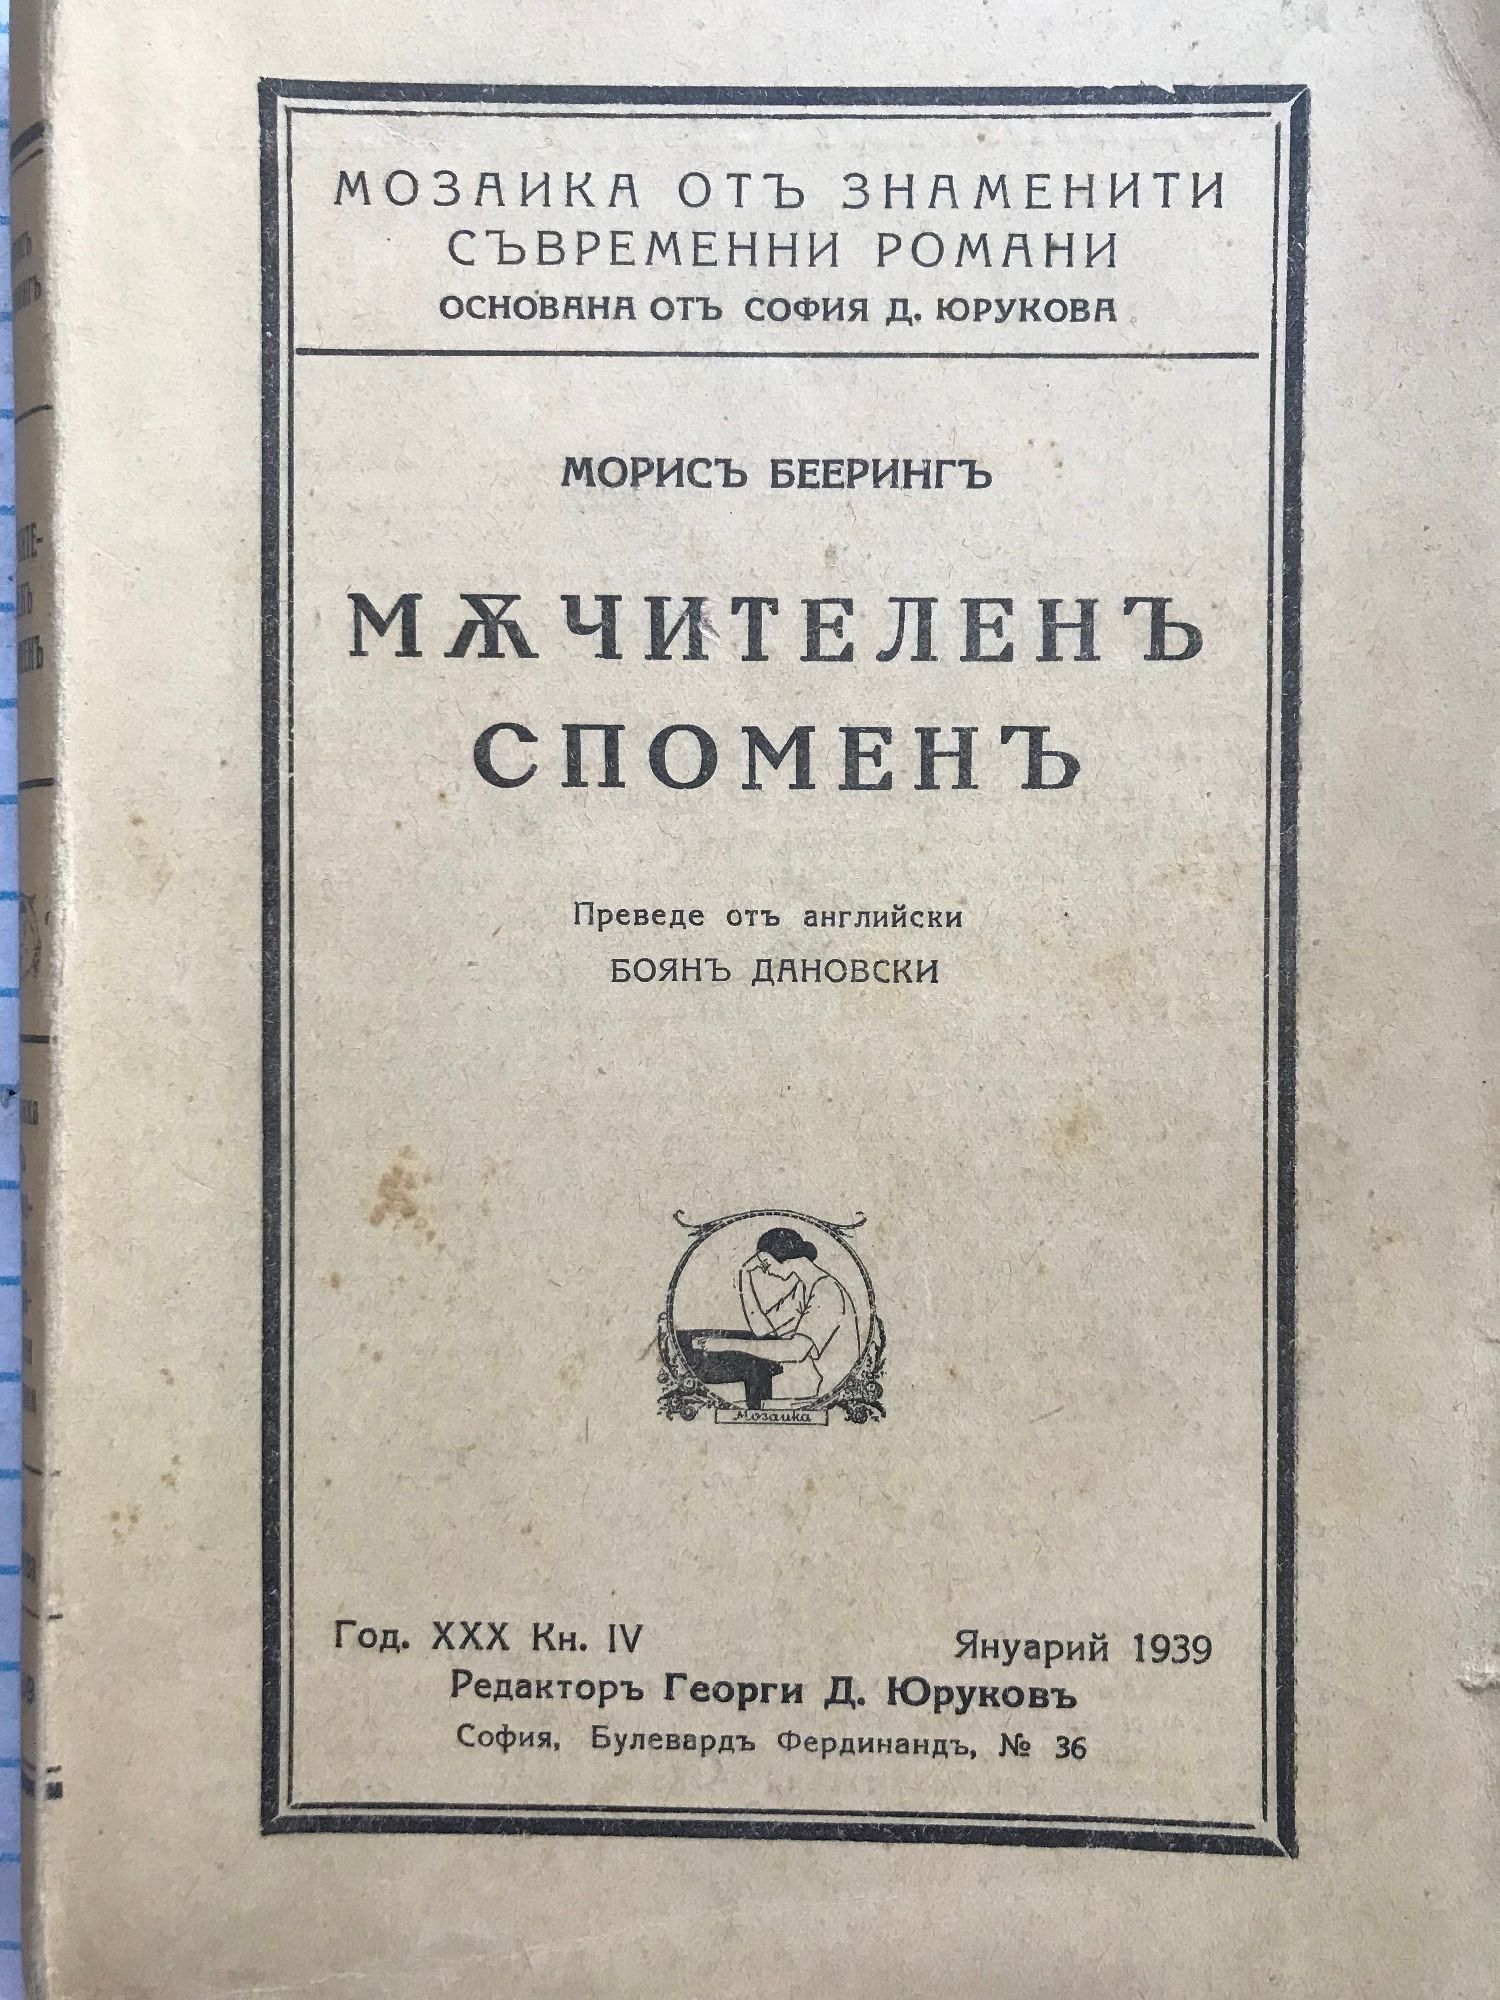 МОЗАИКА ОТЪ ЗНАМЕНИТИ
СЪВРЕМЕННИ РОМАНИ
ОСНОВАНА ОТЪ СОФИЯ Д. ЮРУКОВА
МОРИСЪ БЕЕРИНГЪ
МѪЧИТЕЛЕНЪ
СПОМЕНЪ
Преведе отъ английски
БОЯНЪ ДАНОВСКИ
Мозаика
Год. XXX Кн. IV Януарий 1939
Редакторъ Георги Д. Юруковъ
София, Булевардъ Фердинандъ, № 36